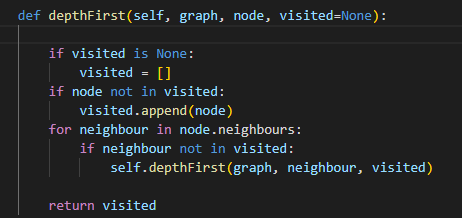 def depthFirst(self, graph, node, visited=None):
    if visited is None:
        visited = []
    if node not in visited:
        visited.append(node)
    for neighbour in node.neighbours:
        if neighbour not in visited:
            self.depthFirst(graph, neighbour, visited)
    return visited